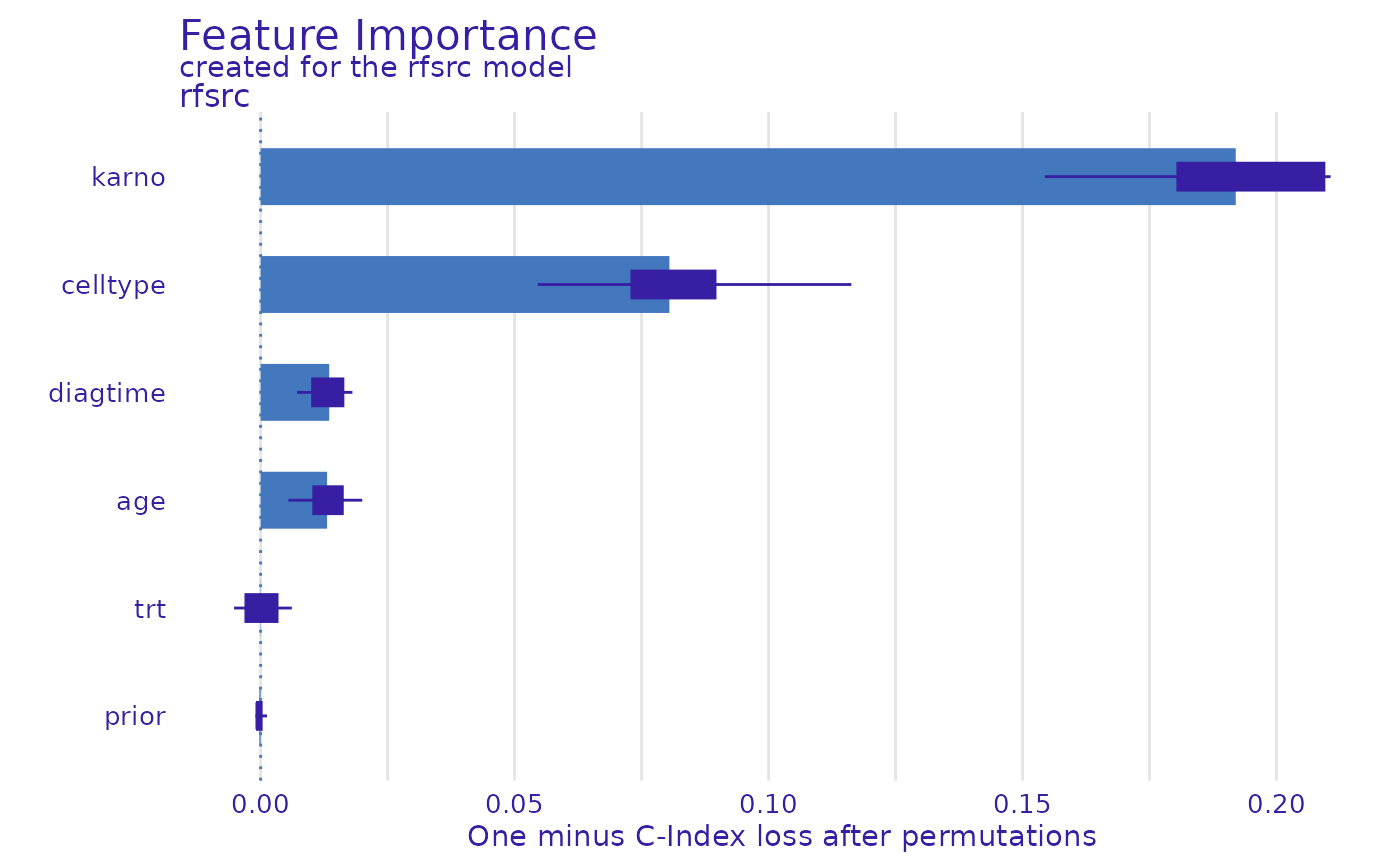 Feature Importance
created for the rfsrc model
rfsrc
karno
celltype
diagtime
age
trt
prior
0.00 0.05 0.10 0.15 0.20
One minus C-Index loss after permutations